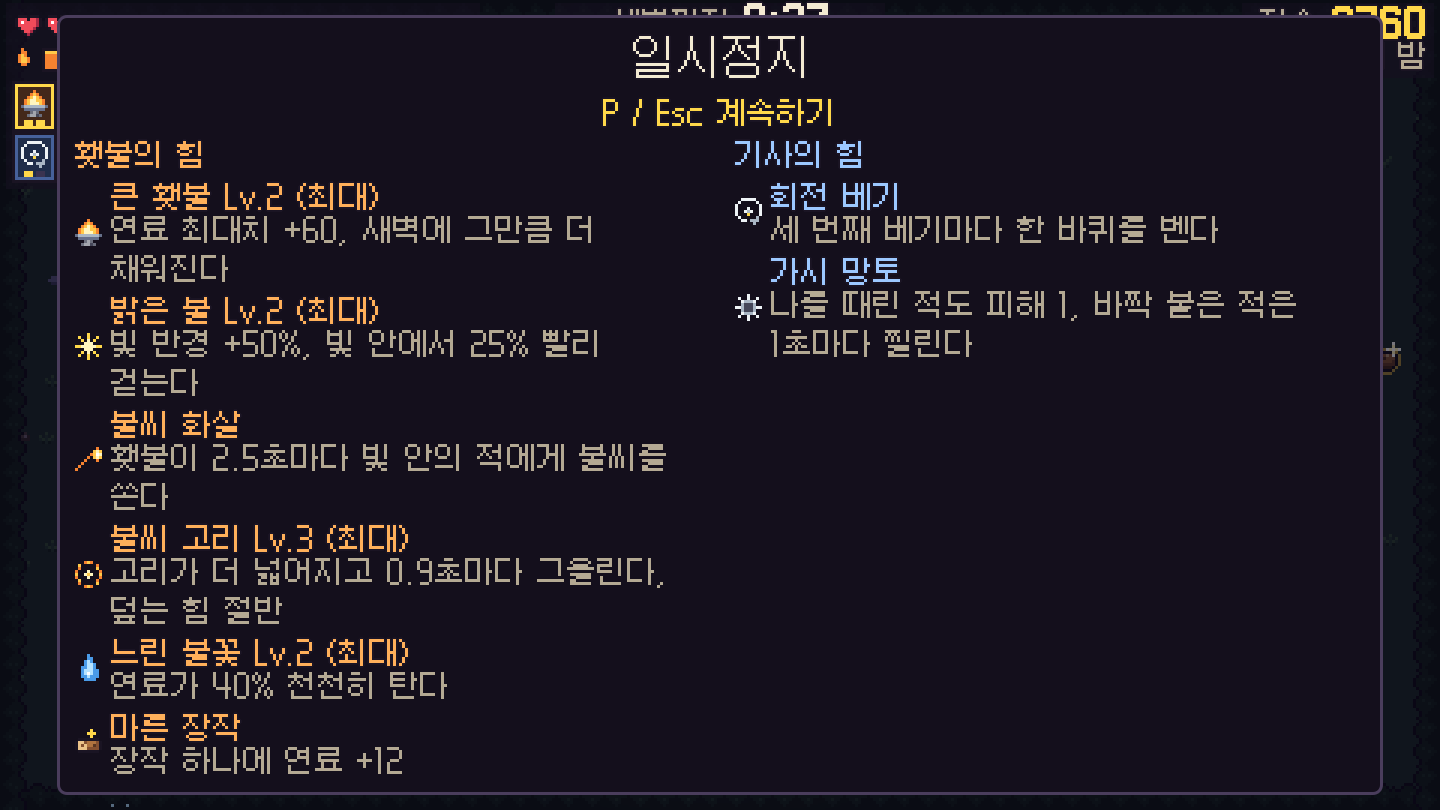 일시정지
P / Esc 계속하기
횃불의 힘
큰 횃불 Lv.2 (최대)
연료 최대치 +60, 새벽에 그만큼 더
채워진다
밝은 불 Lv.2 (최대)
빛 반경 +50%, 빛 안에서 25% 빨리
걷는다
불씨 화살
횃불이 2.5초마다 빛 안의 적에게 불씨를
쏜다
불씨 고리 Lv.3 (최대)
고리가 더 넓어지고 0.9초마다 그을린다,
덮는 힘 절반
느린 불꽃 Lv.2 (최대)
연료가 40% 천천히 탄다
마른 장작
장작 하나에 연료 +12
기사의 힘
회전 베기
세 번째 베기마다 한 바퀴를 벤다
가시 망토
나를 때린 적도 피해 1, 바짝 붙은 적은
1초마다 찔린다
밤